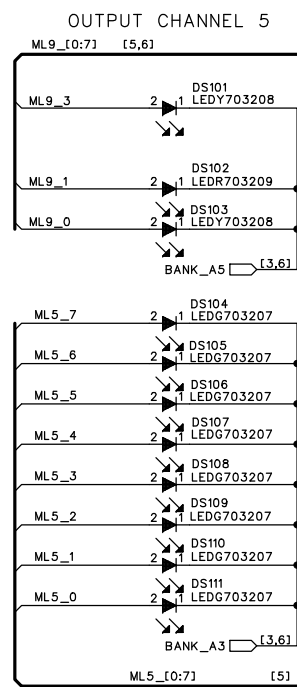 OUTPUT CHANNEL 5
ML9_[0:7] [5,6]
DS101
ML9_3 2 1 LEDY703208
DS102
ML9_1 2 1 LEDR703209
DS103
ML9_0 2 1 LEDY703208
BANK_A5 [3,6]
DS104
ML5_7 2 1 LEDG703207
DS105
ML5_6 2 1 LEDG703207
DS106
ML5_5 2 1 LEDG703207
DS107
ML5_4 2 1 LEDG703207
DS108
ML5_3 2 1 LEDG703207
DS109
ML5_2 2 1 LEDG703207
DS110
ML5_1 2 1 LEDG703207
DS111
ML5_0 2 1 LEDG703207
BANK_A3 [3,6]
ML5_[0:7] [5]